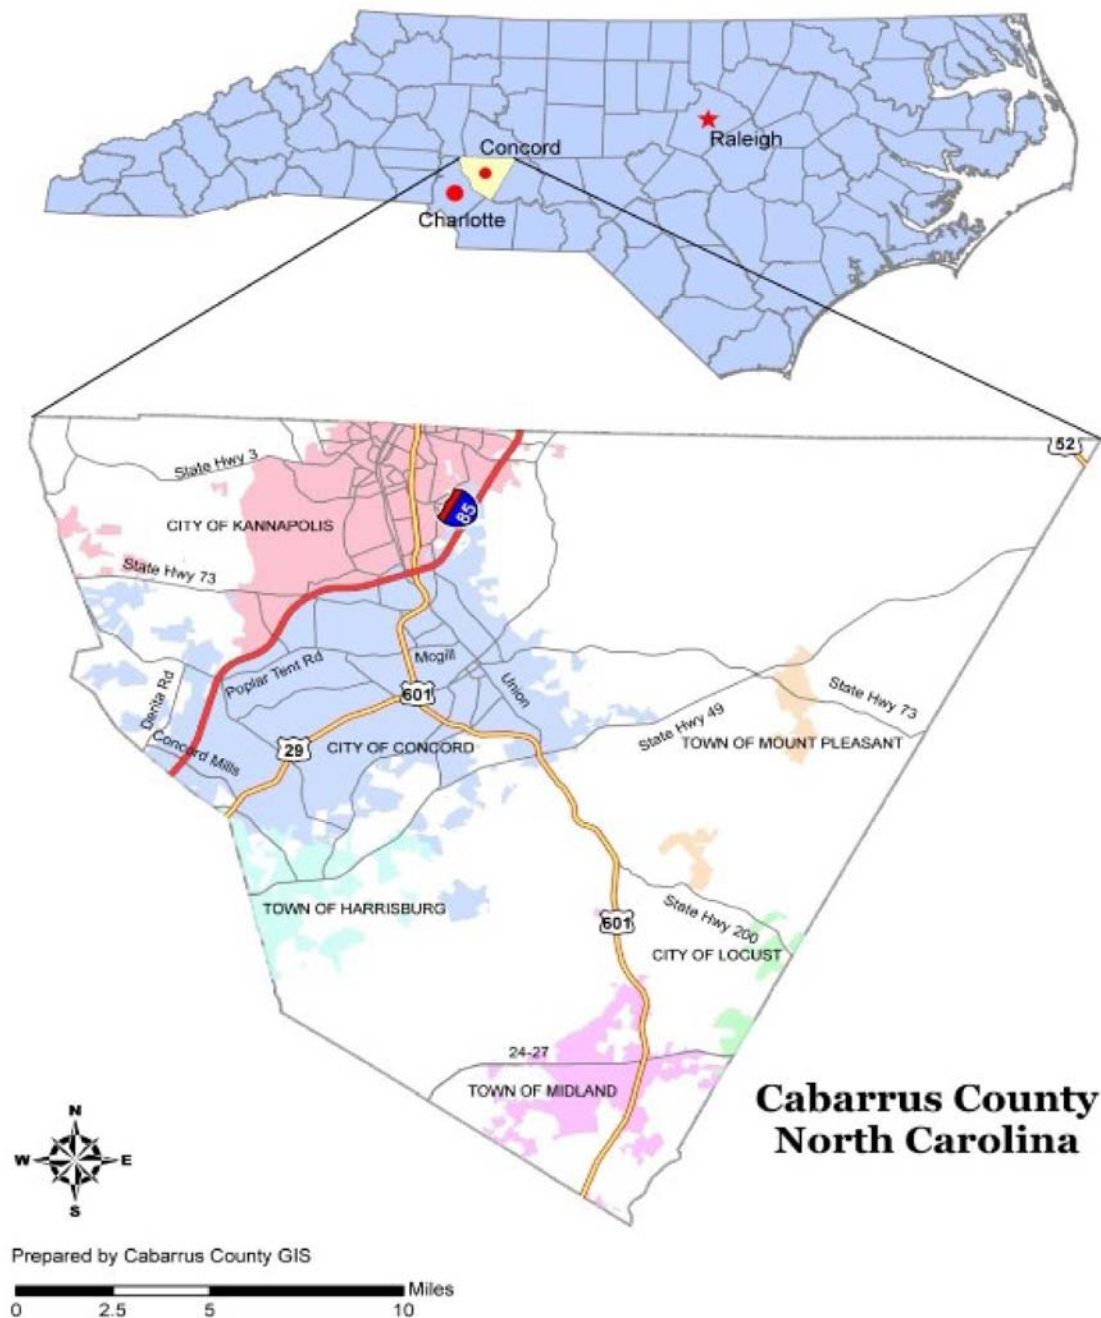 Concord
Raleigh
Charlotte
52
State Hwy 3
85
CITY OF KANNAPOLIS
State Hwy 73
Mcgill
Poplar Tent Rd
Union
Derita Rd
601
State Hwy 73
State Hwy 49
Concord Mills
29
CITY OF CONCORD
TOWN OF MOUNT PLEASANT
TOWN OF HARRISBURG
State Hwy 200
601
CITY OF LOCUST
24-27
TOWN OF MIDLAND
Cabarrus County
North Carolina
N
W
E
S
Prepared by Cabarrus County GIS
Miles
0 2.5 5 10